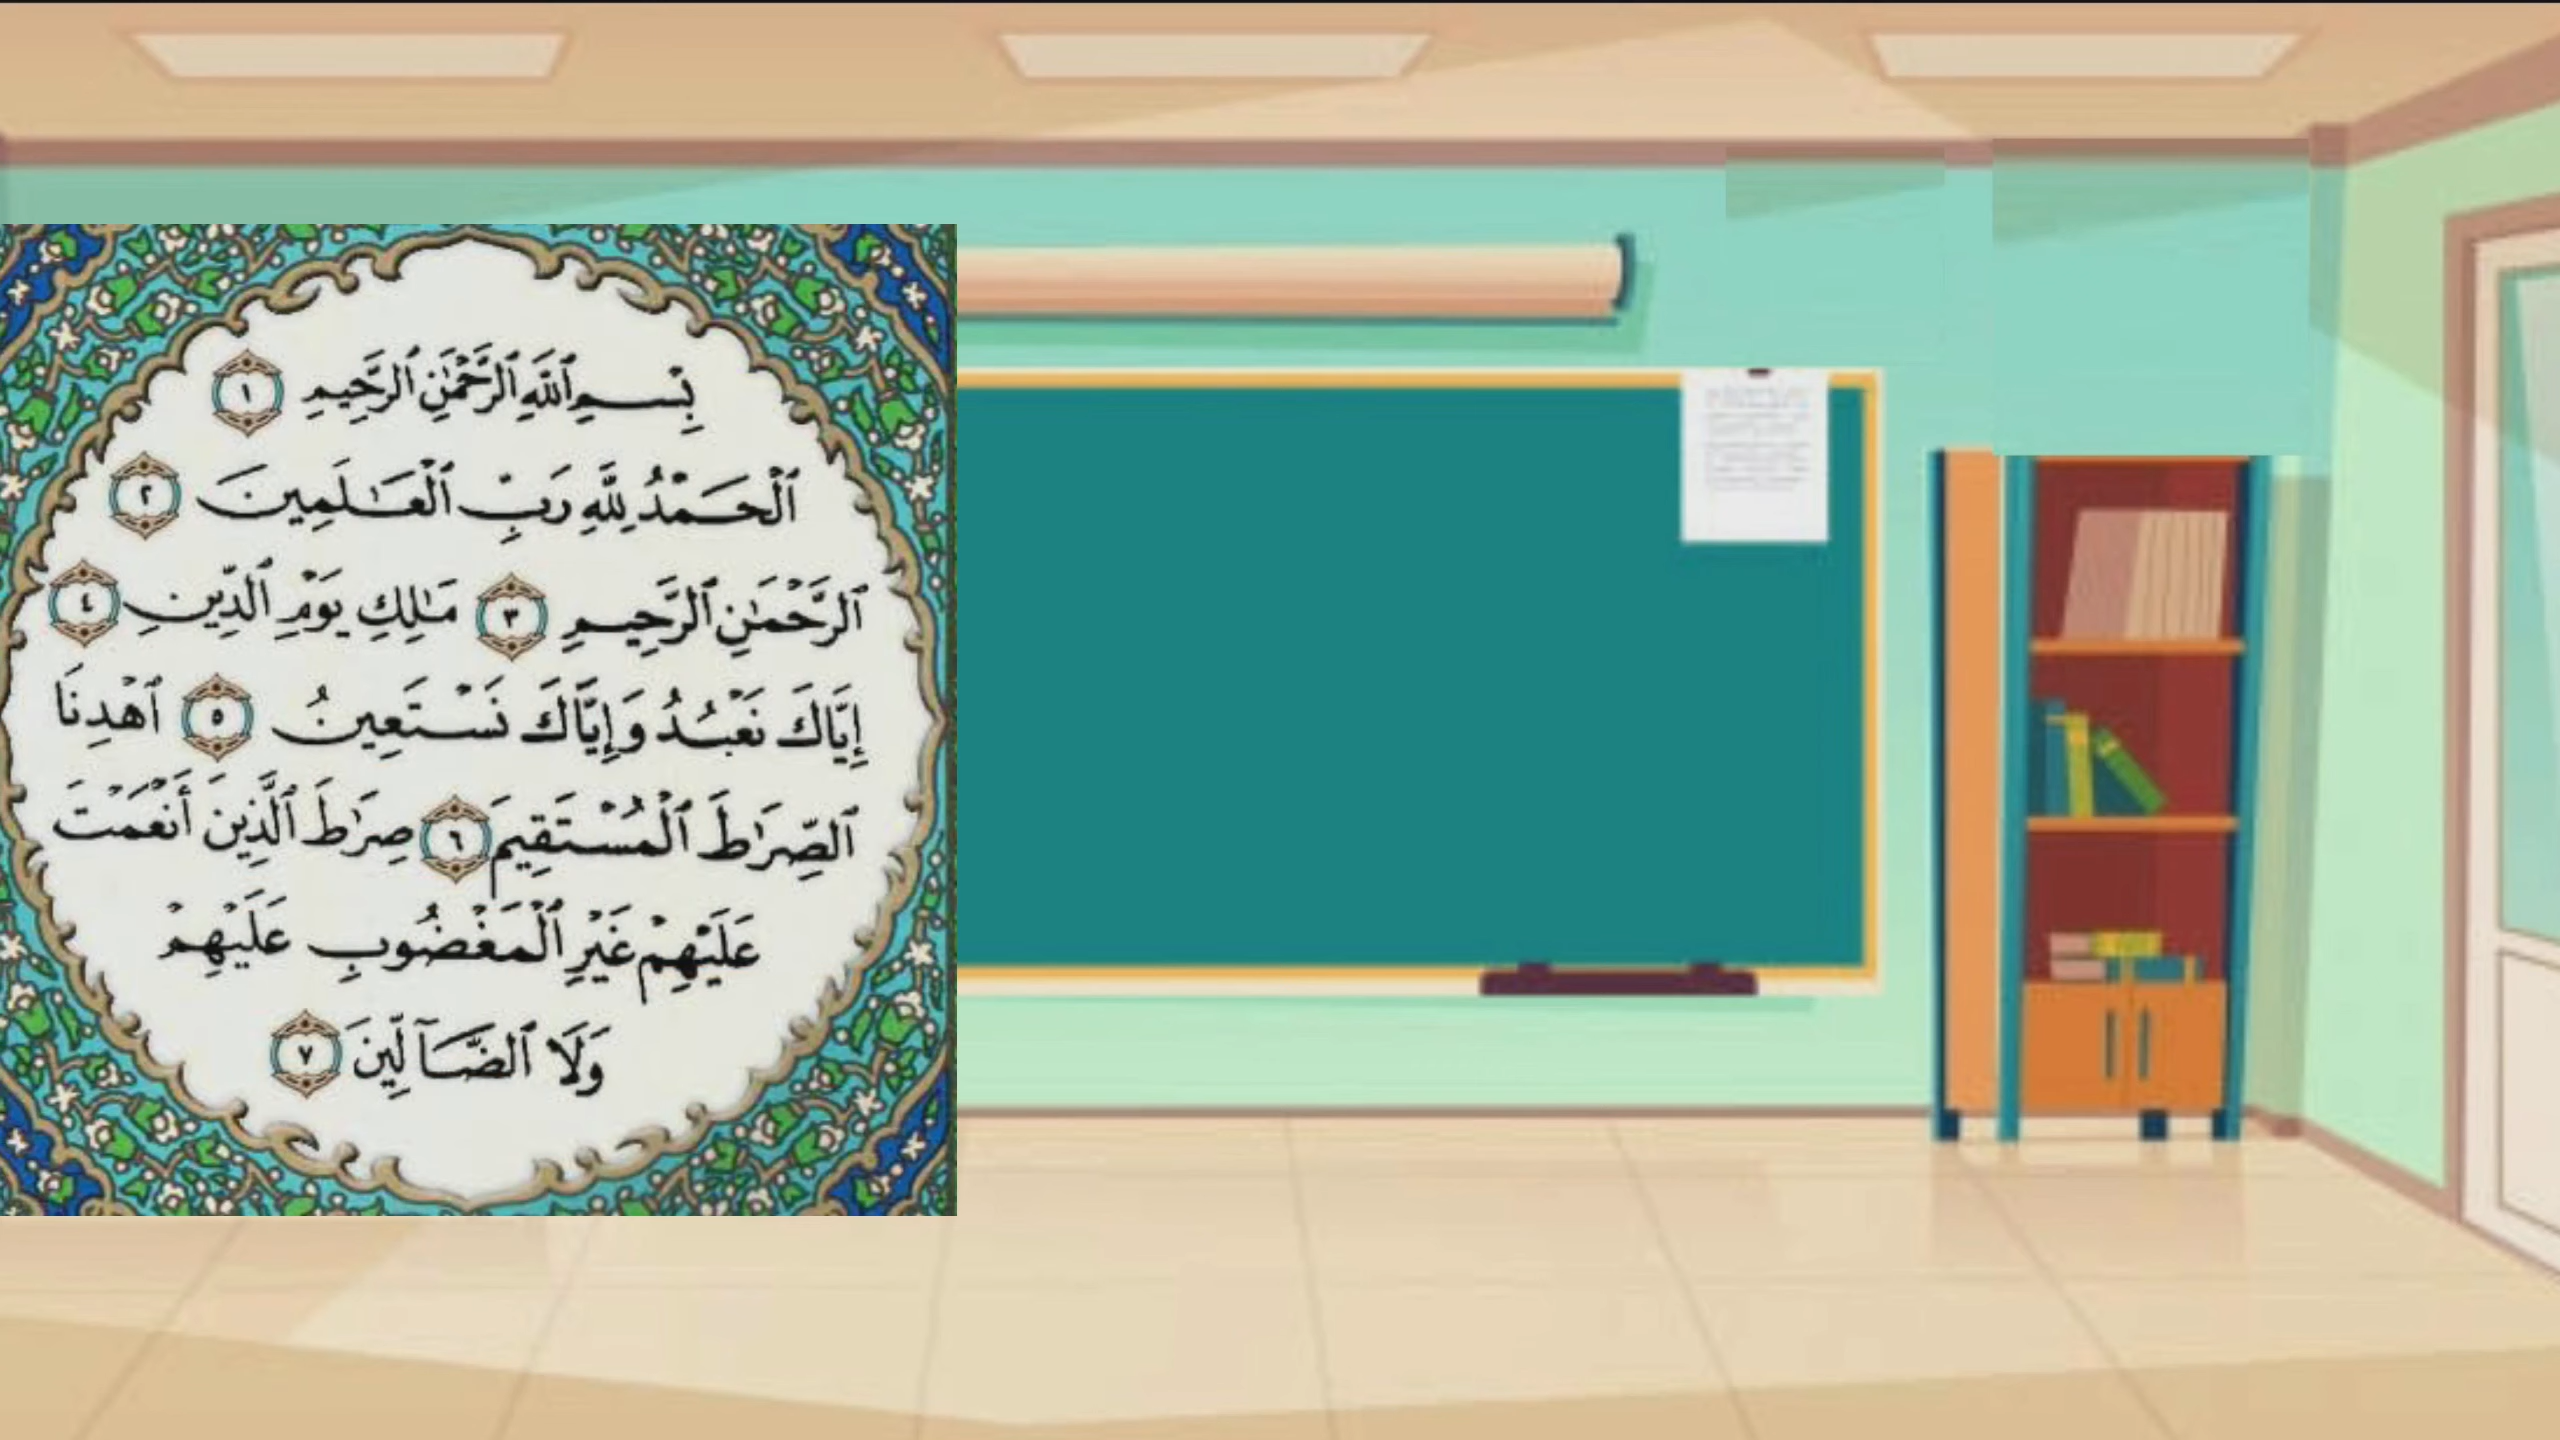 بِسْمِ ٱللَّهِ ٱلرَّحْمَٰنِ ٱلرَّحِيمِ ١
ٱلْحَمْدُ لِلَّهِ رَبِّ ٱلْعَٰلَمِينَ ٢
ٱلرَّحْمَٰنِ ٱلرَّحِيمِ ٣ مَٰلِكِ يَوْمِ ٱلدِّينِ ٤
إِيَّاكَ نَعْبُدُ وَإِيَّاكَ نَسْتَعِينُ ٥ ٱهْدِنَا
ٱلصِّرَٰطَ ٱلْمُسْتَقِيمَ ٦ صِرَٰطَ ٱلَّذِينَ أَنْعَمْتَ
عَلَيْهِمْ غَيْرِ ٱلْمَغْضُوبِ عَلَيْهِمْ
وَلَا ٱلضَّآلِّينَ ٧